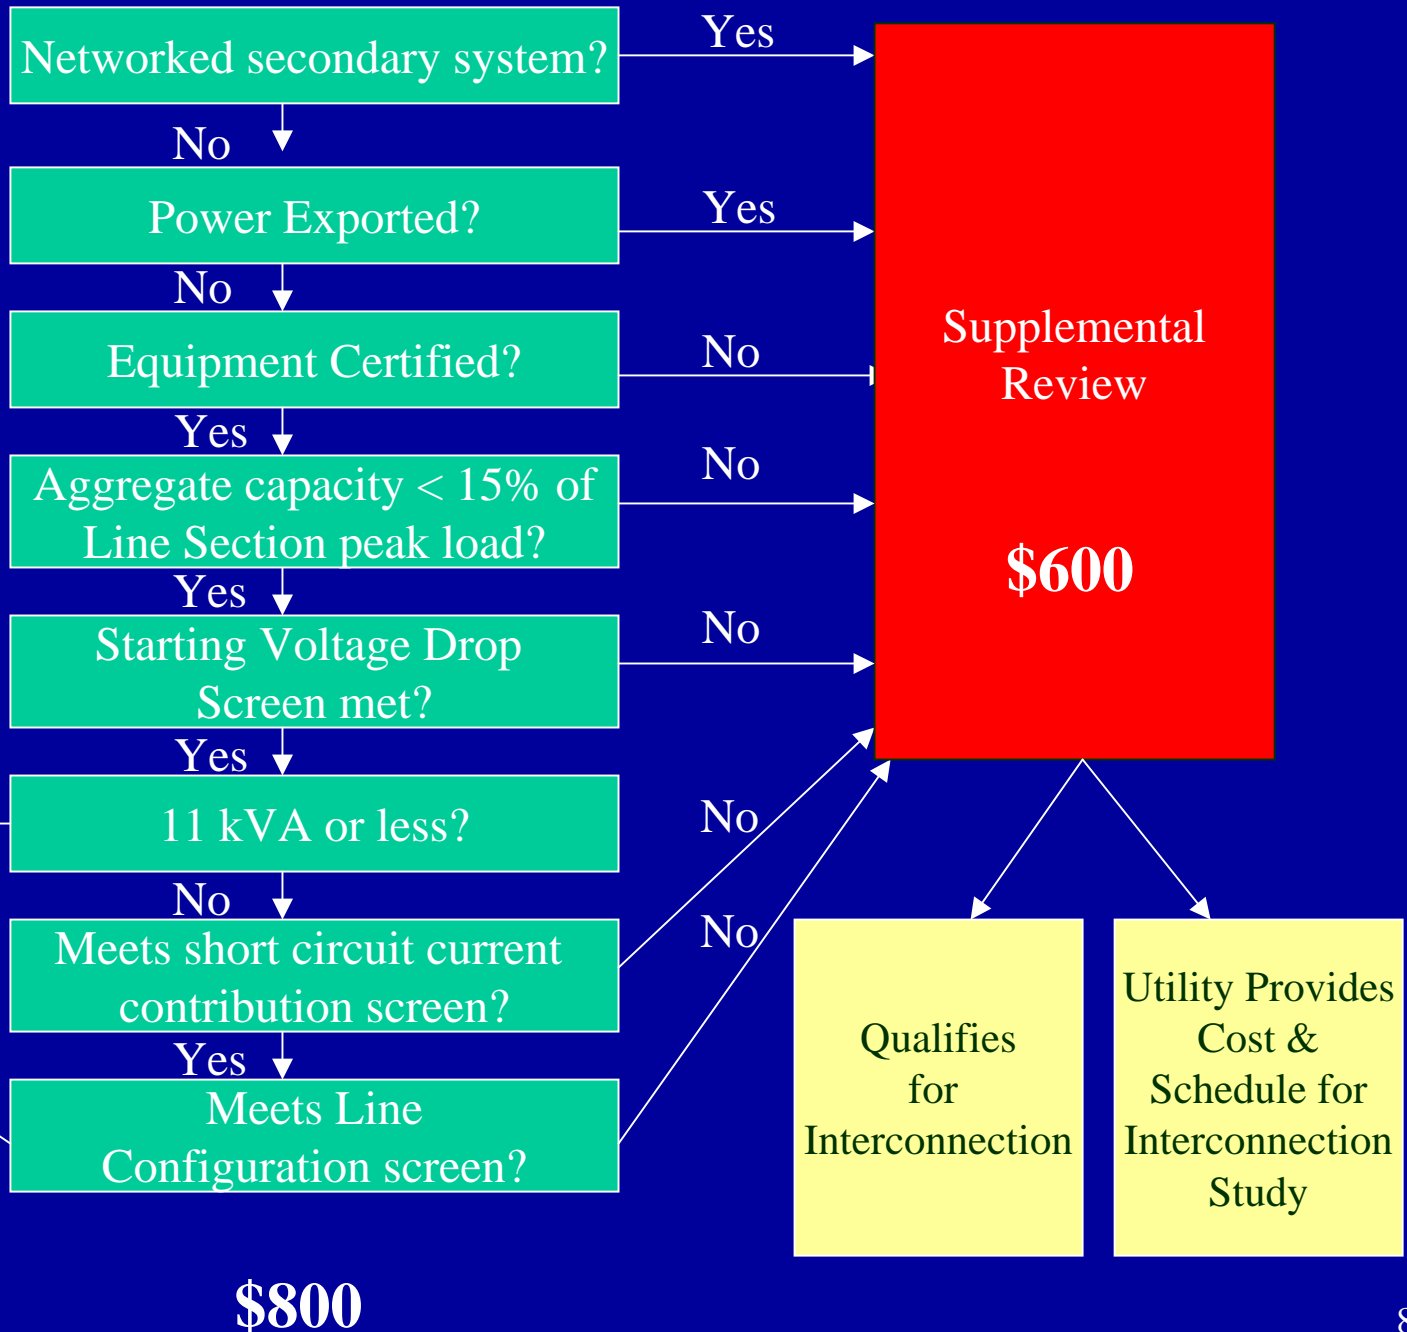 Networked secondary system?
Yes
No
Power Exported?
Yes
No
Equipment Certified?
No
Yes
Aggregate capacity < 15% of
Line Section peak load?
No
Yes
Starting Voltage Drop
Screen met?
No
Yes
11 kVA or less?
No
Meets short circuit current
contribution screen?
No
Yes
Meets Line
Configuration screen?
No
$800
Supplemental
Review
$600
Qualifies
for
Interconnection
Utility Provides
Cost &
Schedule for
Interconnection
Study
8